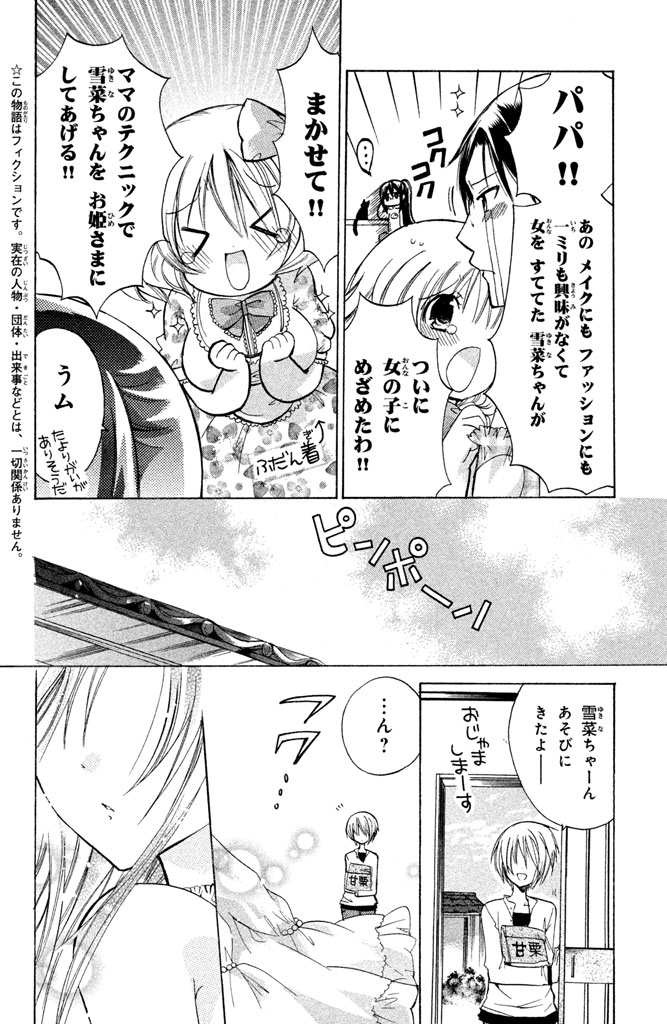 パパ!!
あの メイクにも ファッションにも
一ミリも興味がなくて
女を すててた 雪菜ちゃんが
コツコツ
…
ついに
女の子に
めざめたわ!!
まかせて!!
ママのテクニックで
雪菜ちゃんを お姫さまに
してあげる!!
ふだん着
うム
たよりがいが
ありそうだ
☆この物語はフィクションです。実在の人物・団体・出来事などとは、一切関係ありません。
ピンポーン
雪菜ちゃーん
あそびに
きたよ――
おじゃま
しまーす
甘栗
…ん?
甘栗
フワ…